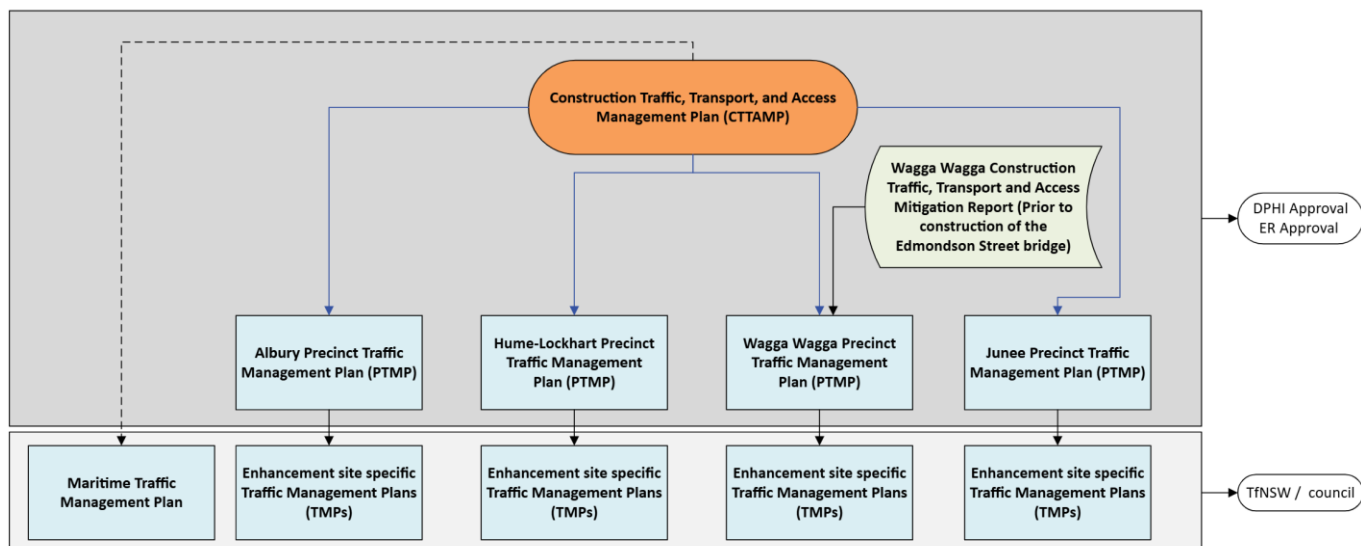 Construction Traffic, Transport, and Access
Management Plan (CTTAMP)
Wagga Wagga Construction
Traffic, Transport and Access
Mitigation Report (Prior to
construction of the
Edmondson Street bridge)
DPHI Approval
ER Approval
Albury Precinct Traffic
Management Plan (PTMP)
Hume-Lockhart Precinct
Traffic Management
Plan (PTMP)
Wagga Wagga Precinct
Traffic Management
Plan (PTMP)
Junee Precinct Traffic
Management Plan (PTMP)
Maritime Traffic
Management Plan
Enhancement site specific
Traffic Management Plans
(TMPs)
Enhancement site specific
Traffic Management Plans
(TMPs)
Enhancement site specific
Traffic Management Plans
(TMPs)
Enhancement site specific
Traffic Management Plans
(TMPs)
TfNSW / council